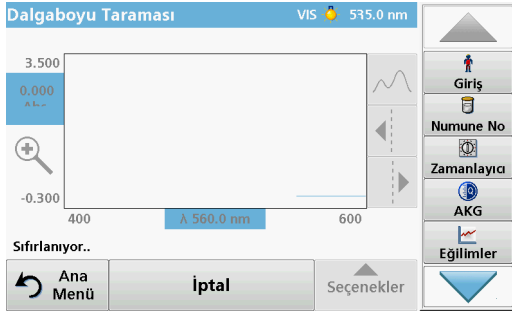 Dalgaboyu Taraması VIS 535.0 nm
3.500
0.000
Abs
-0.300
400 λ 560.0 nm 600
Sıfırlanıyor..
Ana
Menü
İptal
Seçenekler
Giriş
Numune No
Zamanlayıcı
AKG
Eğilimler